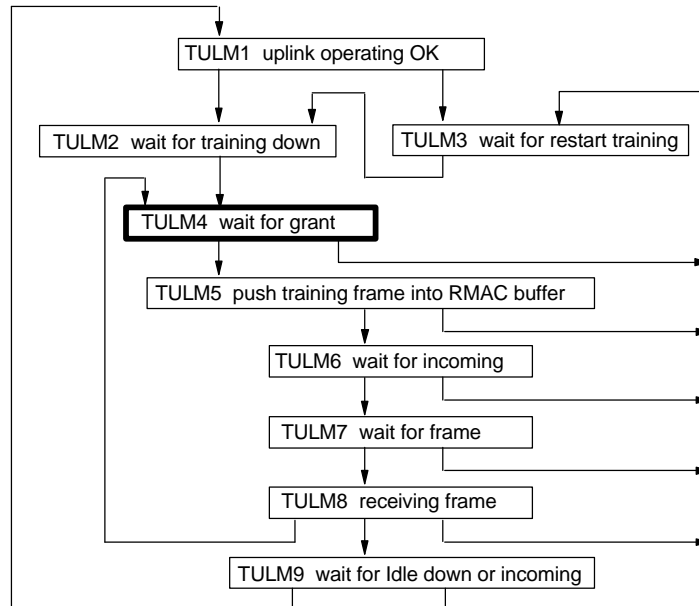 TULM1 uplink operating OK
TULM2 wait for training down
TULM3 wait for restart training
TULM4 wait for grant
TULM5 push training frame into RMAC buffer
TULM6 wait for incoming
TULM7 wait for frame
TULM8 receiving frame
TULM9 wait for Idle down or incoming